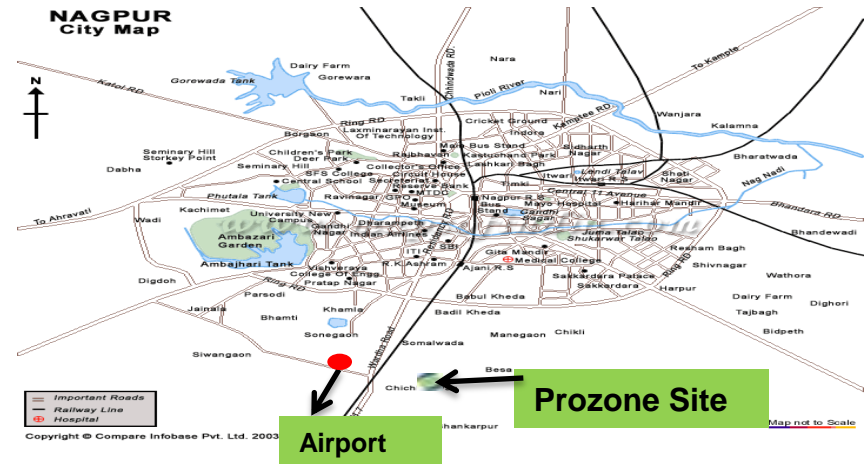 NAGPUR
City Map
N
Katol RD.
Gorewada Tank
Dairy Farm
Gorewara
Takli
Chhindwada RD.
Nara
Pioli River
Nari
To Kampte
Kamptee RD.
Wanjara
Kalamna
Bharatwada
Nag Nadi
Ring RD
Borgaon
Laxminarayan Inst.
Of Technology
Cricket Ground
Indora
Main Bus Stand
Kastuchand Park
Lashkari Bagh
Sidharth
Nagar
Seminary Hill
Storkey Point
Dabha
Children's Park
Deer Park
Seminary Hill
SFS College
Central School
Rajbhavan
Collector's Office
Circuit House
Secreteriat
Reserve Bank
MTDC
GPO
Museum
Timki
Itwari
Itwari R.S
Lendi Talav
Shati
Nagar
Central
Avenue
Nagpur R.S
Bus
Stand
Mayo Hospital
Gandhi
Sagar
Harihar Mandir
Bhandara RD
Phutala Tank
Ravinagar
To Ahravati
Wadi
Kachimet
University New
Campus
Gandhi
Nagar
Dharadipeth
Indian Airlines
SBI
ITI
R.K.Ashram
Ajani R.S
Ambazari
Garden
Ambajhari Tank
Juma Talao
Shukarwar Talao
Gita Mandir
Medical College
Sakkardara Palace
Sakkardara
Resham Bagh
Ring RD
Shivnagar
Bhandewadi
Wathora
Harpur
Dairy Farm
Tajbagh
Dighori
Bidpeth
Vishveraya
College Of Engg.
Pratap Nagar
Digdoh
Ring RD
Parsodi
Jainala
Bhamti
Khamla
Sonegaon
Siwangaon
Babul Kheda
Badil Kheda
Wardha Road
Somalwada
Manegaon
Chikli
Besa
Chich
hankarpur
Prozone Site
Airport
Important Roads
Railway Line
Hospital
Map not to Scale
Copyright © Compare Infobase Pvt. Ltd. 2003